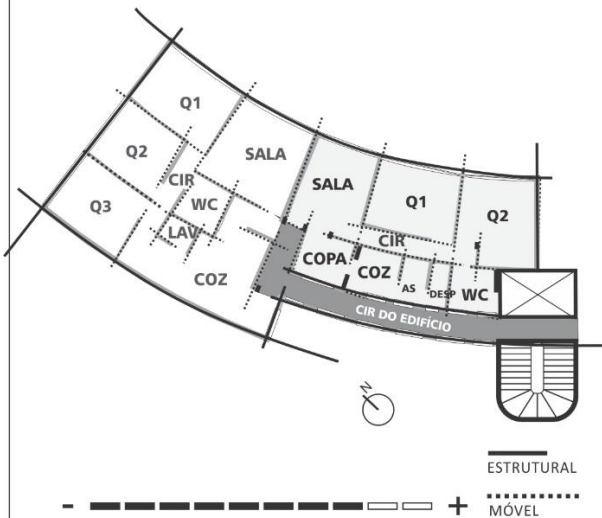 Q1
Q2
SALA
CIR
Q3
WC
LAV
COZ
SALA
Q1
Q2
CIR
COPA
COZ
AS
DESP
WC
CIR DO EDIFÍCIO
N
ESTRUTURAL
- +
MÓVEL